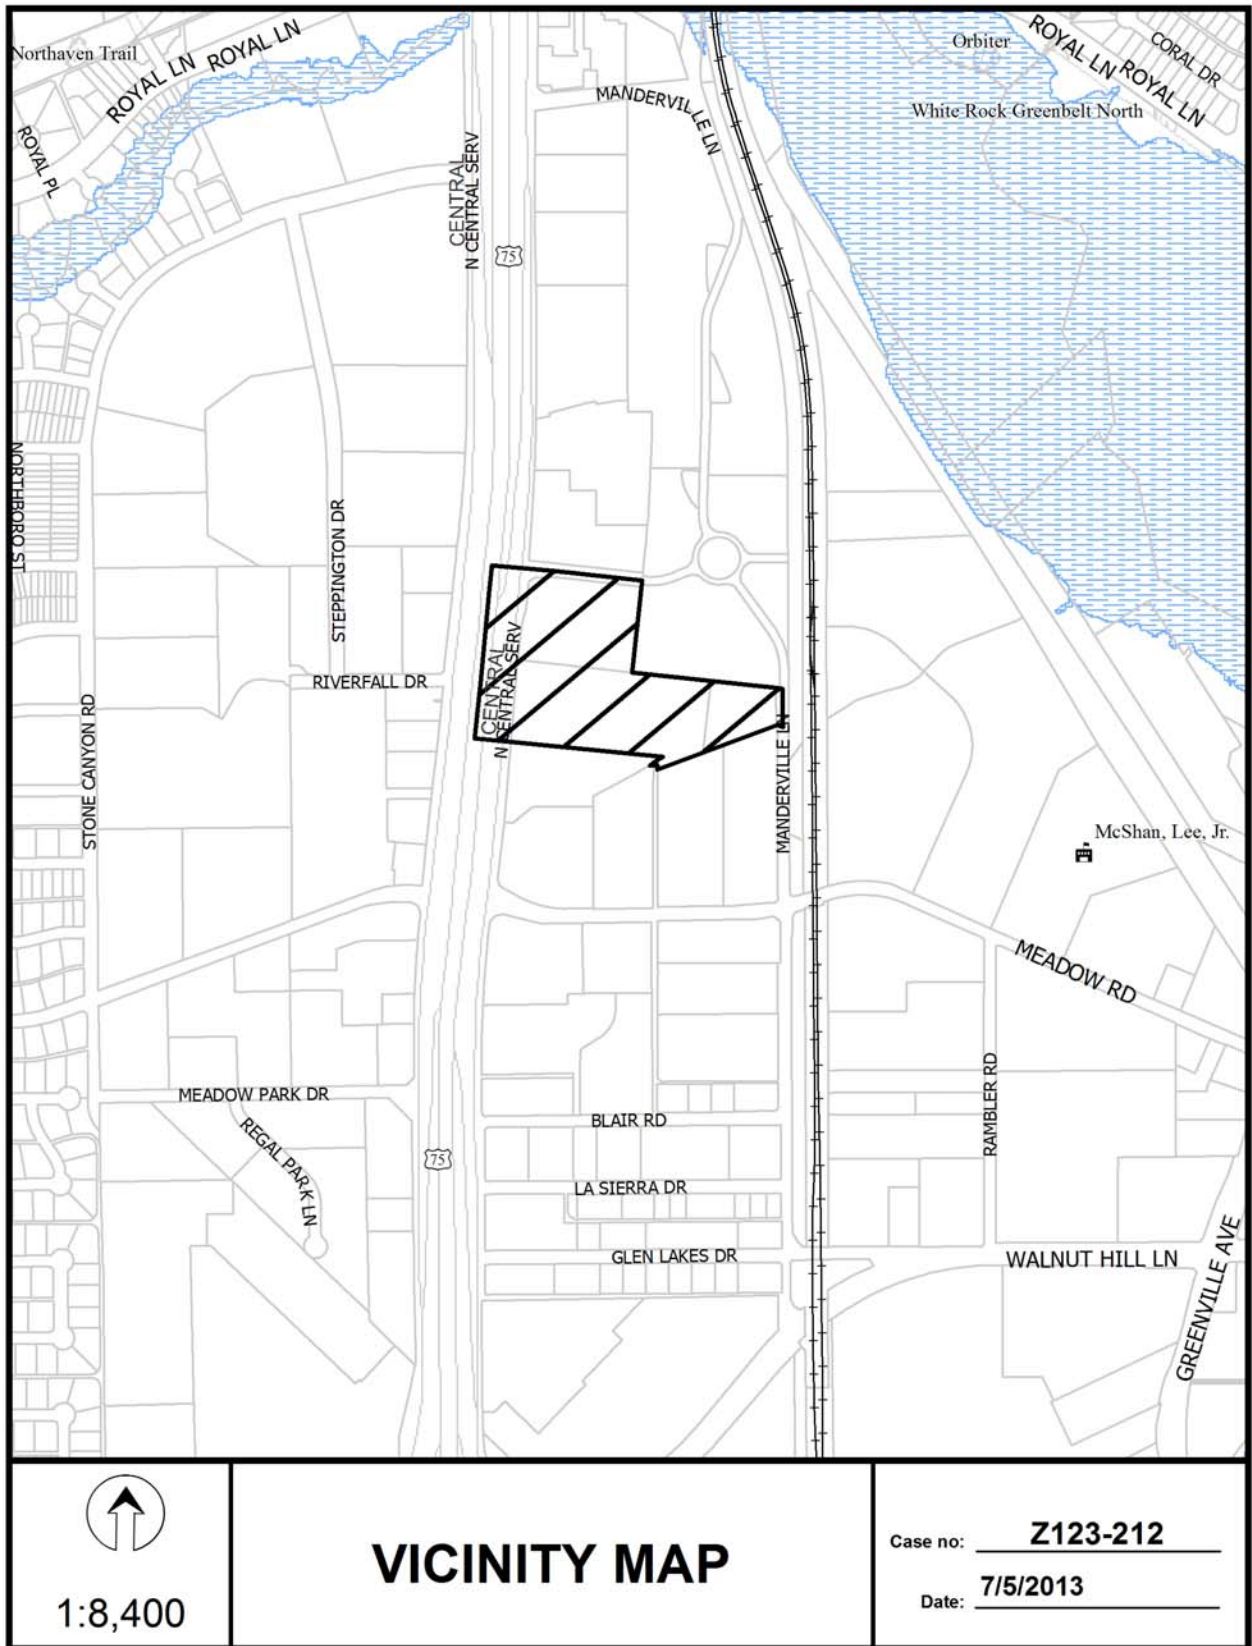 Northaven Trail
ROYAL LN
ROYAL LN
ROYAL PL
MANDERVILLE LN
Orbiter
ROYAL LN
ROYAL LN
CORAL DR
White Rock Greenbelt North
CENTRAL
N CENTRAL SERV
75
NORTHBORO ST
STEPPINGTON DR
RIVERFALL DR
CENTRAL
N CENTRAL SERV
STONE CANYON RD
MANDERVILLE LN
McShan, Lee, Jr.
MEADOW RD
MEADOW PARK DR
REGAL PARK LN
75
BLAIR RD
RAMBLER RD
LA SIERRA DR
GLEN LAKES DR
WALNUT HILL LN
GREENVILLE AVE
1:8,400
VICINITY MAP
Case no: Z123-212
Date: 7/5/2013